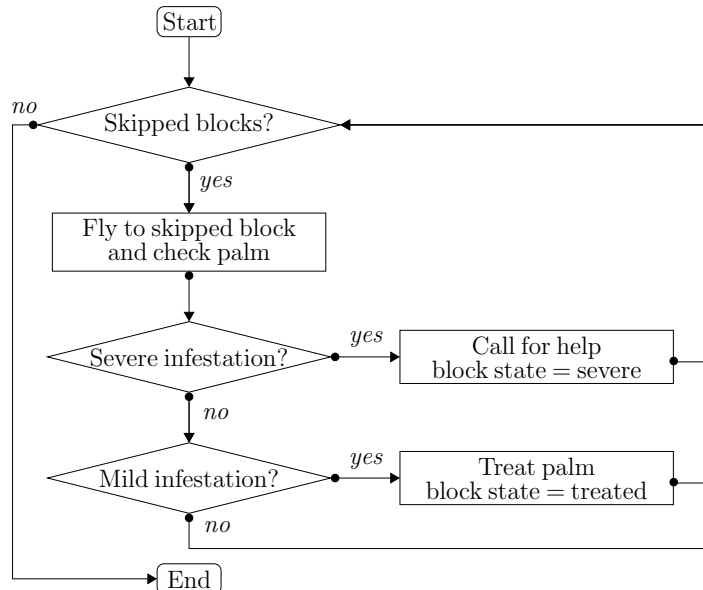 Start
no
Skipped blocks?
yes
Fly to skipped block
and check palm
Severe infestation?
yes
Call for help
block state = severe
no
Mild infestation?
yes
Treat palm
block state = treated
no
End